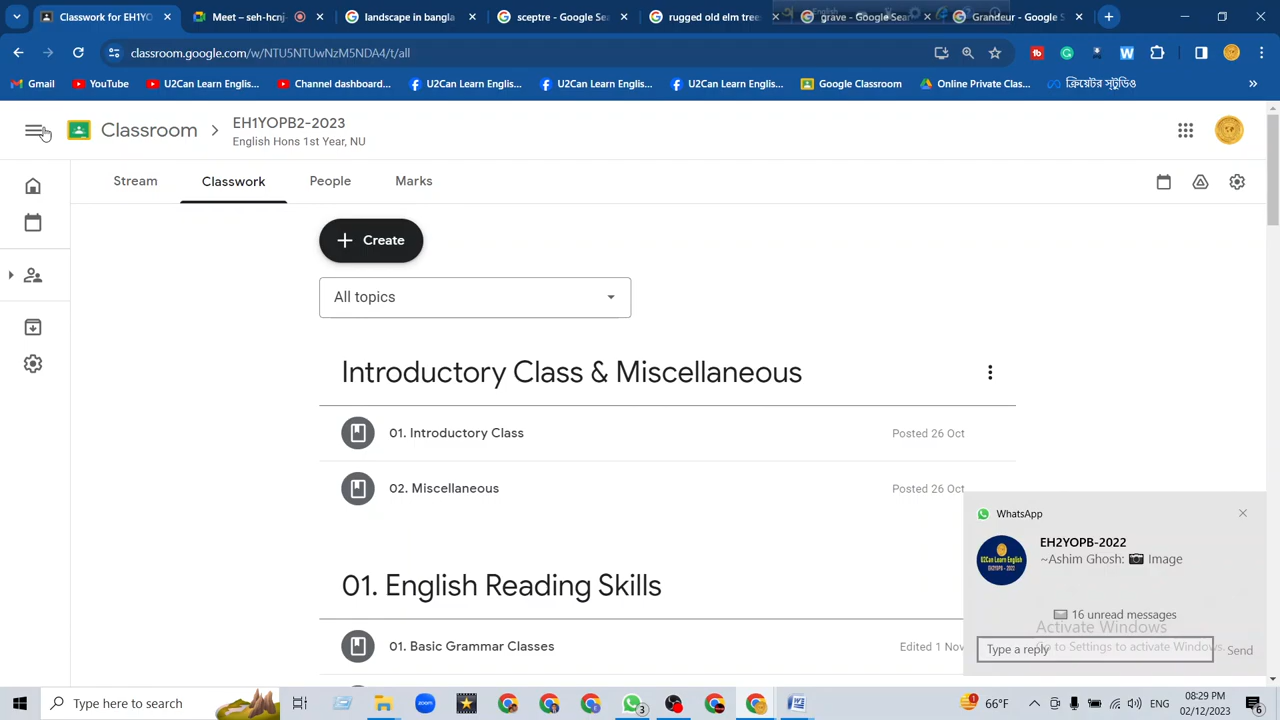 Classwork for EH1YOPB
Meet – seh-hcnj
landscape in bangla
sceptre - Google Sea
rugged old elm tree
grave - Google Sear
Grandeur - Google S
classroom.google.com/w/NTU5NTUwNzM5NDA4/t/all
Gmail
YouTube
U2Can Learn English...
Channel dashboard...
U2Can Learn English...
U2Can Learn English...
U2Can Learn English...
Google Classroom
Online Private Clas...
ক্রিয়েটর স্টুডিও
Classroom
EH1YOPB2-2023
English Hons 1st Year, NU
Stream
Classwork
People
Marks
Create
All topics
Introductory Class & Miscellaneous
01. Introductory Class
Posted 26 Oct
02. Miscellaneous
Posted 26 Oct
WhatsApp
EH2YOPB-2022
~Ashim Ghosh: Image
16 unread messages
Type a reply
Send
Activate Windows
Go to Settings to activate Windows.
01. English Reading Skills
01. Basic Grammar Classes
Edited 1 Nov
Type here to search
66°F
ENG
08:29 PM
02/12/2023